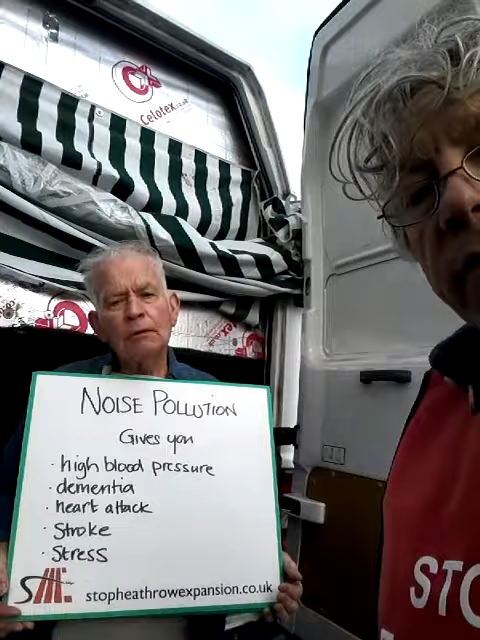 Celotex.co.uk
NOISE POLLUTION
Gives you
· high blood pressure
· dementia
· heart attack
· Stroke
· Stress
stopheathrowexpansion.co.uk
STO